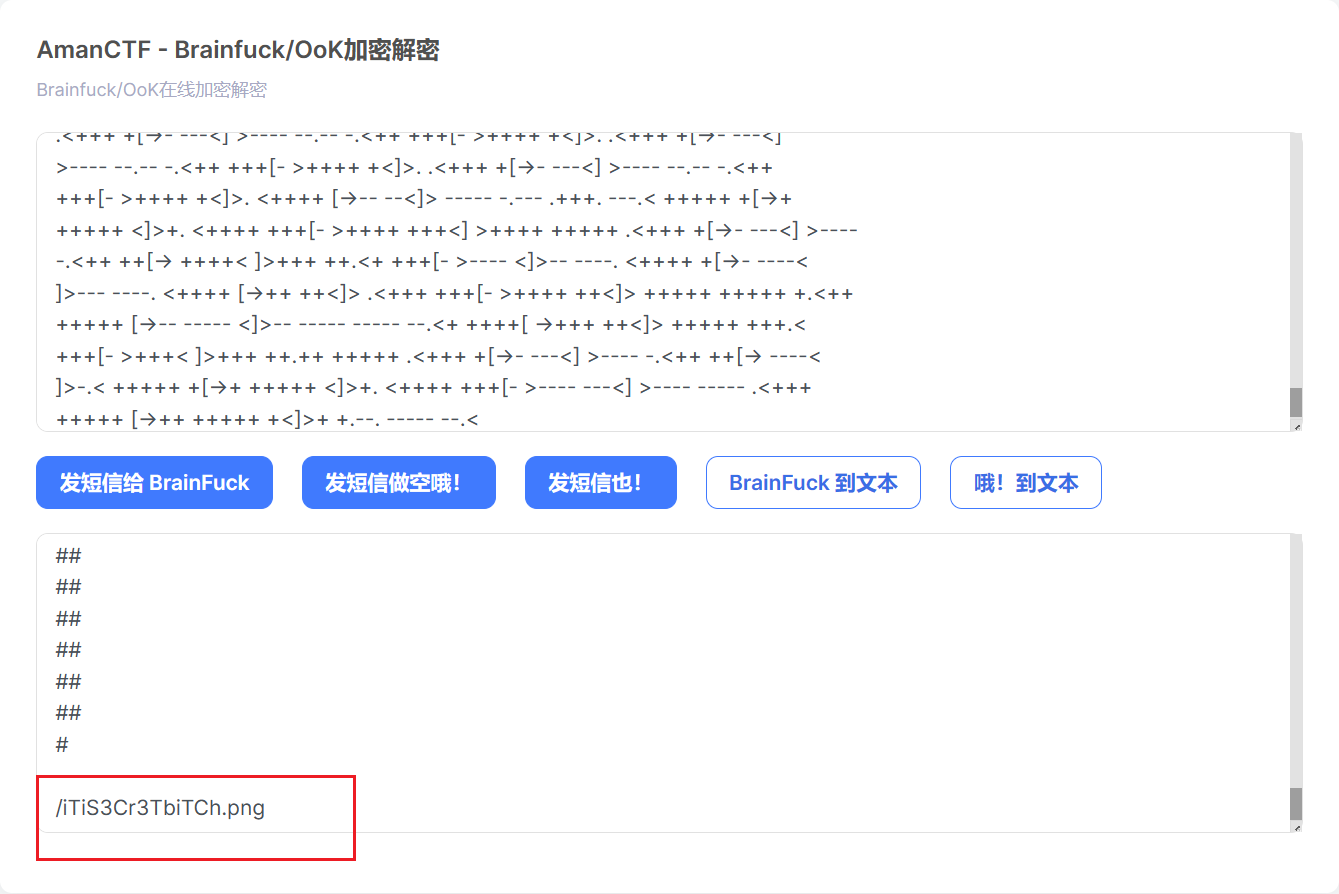 AmanCTF - Brainfuck/OoK加密解密
Brainfuck/OoK在线加密解密
.<+++ +[->- ---<] >---- --.-- -.<++ +++[- >++++ +<]>. .<+++ +[->- ---<]
>---- --.-- -.<++ +++[- >++++ +<]>. .<+++ +[->- ---<] >---- --.-- -.<++
+++[- >++++ +<]>. <++++ [->-- --<]> ----- -.--- .+++. ---.< +++++ +[->+
+++++ <]>+. <++++ +++[- >++++ +++<] >++++ +++++ .<+++ +[->- ---<] >----
-.<++ ++[-> ++++< ]>+++ ++.<+ +++[- >---- <]>-- ----. <++++ +[->- ----<
]>--- ----. <++++ [->++ ++<]> .<+++ +++[- >++++ ++<]> +++++ +++++ +.<++
+++++ [->-- ----- <]>-- ----- ----- --.<+ ++++[ ->+++ ++<]> +++++ +++.<
+++[- >+++< ]>+++ ++.++ +++++ .<+++ +[->- ---<] >---- -.<++ ++[-> ----<
]>-.< +++++ +[->+ +++++ <]>+. <++++ +++[- >---- ---<] >---- ----- .<+++
+++++ [->++ +++++ +<]>+ +.--. ----- --.<
发短信给 BrainFuck
发短信做空哦！
发短信也！
BrainFuck 到文本
哦！到文本
##
##
##
##
##
##
#
/iTiS3Cr3TbiTCh.png